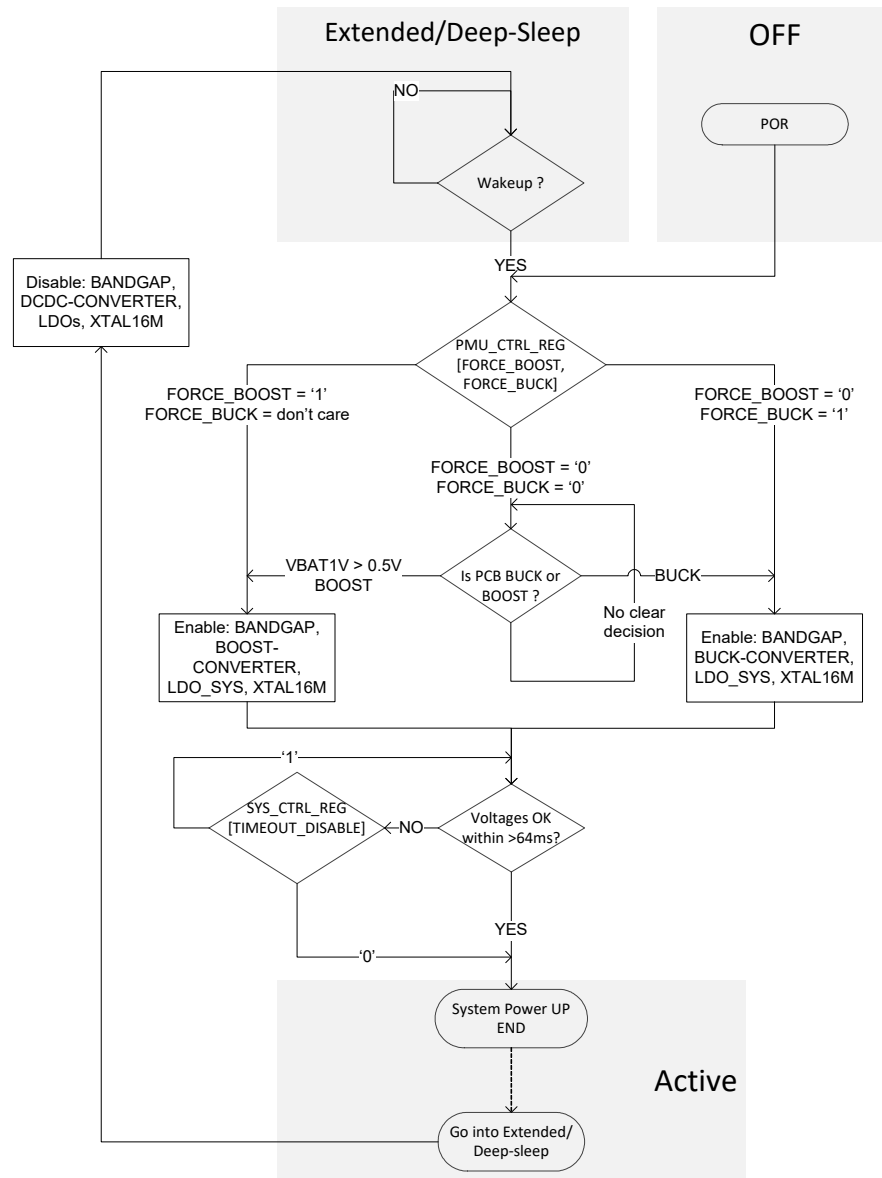 Extended/Deep-Sleep
OFF
NO
POR
Wakeup ?
YES
Disable: BANDGAP,
DCDC-CONVERTER,
LDOs, XTAL16M
PMU_CTRL_REG
[FORCE_BOOST,
FORCE_BUCK]
FORCE_BOOST = ‘1’
FORCE_BUCK = don’t care
FORCE_BOOST = ‘0’
FORCE_BUCK = ‘1’
FORCE_BOOST = ‘0’
FORCE_BUCK = ‘0’
VBAT1V > 0.5V
BOOST
Is PCB BUCK or
BOOST ?
BUCK
No clear
decision
Enable: BANDGAP,
BOOST-
CONVERTER,
LDO_SYS, XTAL16M
Enable: BANDGAP,
BUCK-CONVERTER,
LDO_SYS, XTAL16M
‘1’
SYS_CTRL_REG
[TIMEOUT_DISABLE]
NO
Voltages OK
within >64ms?
YES
‘0’
System Power UP
END
Active
Go into Extended/
Deep-sleep